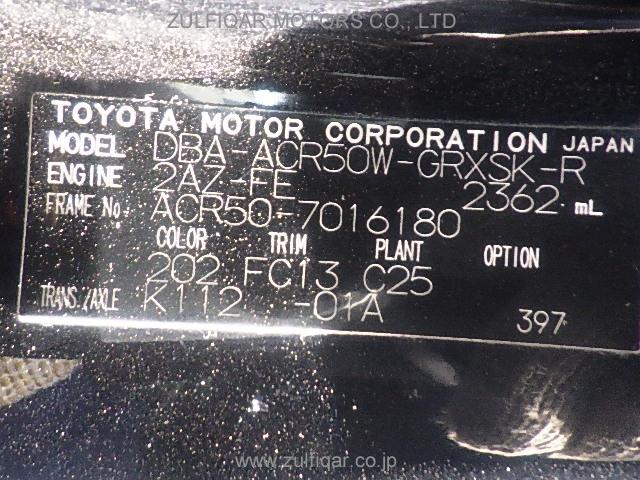 ZULFIQAR MOTORS CO., LTD
TOYOTA MOTOR CORPORATION JAPAN
MODEL DBA-ACR50W-GRXSK-R
ENGINE 2AZ-FE 2362 mL
FRAME No. ACR50-7016180
COLOR TRIM PLANT OPTION
202 FC13 C25
TRANS./AXLE K112 -01A 397
© www.zulfiqar.co.jp